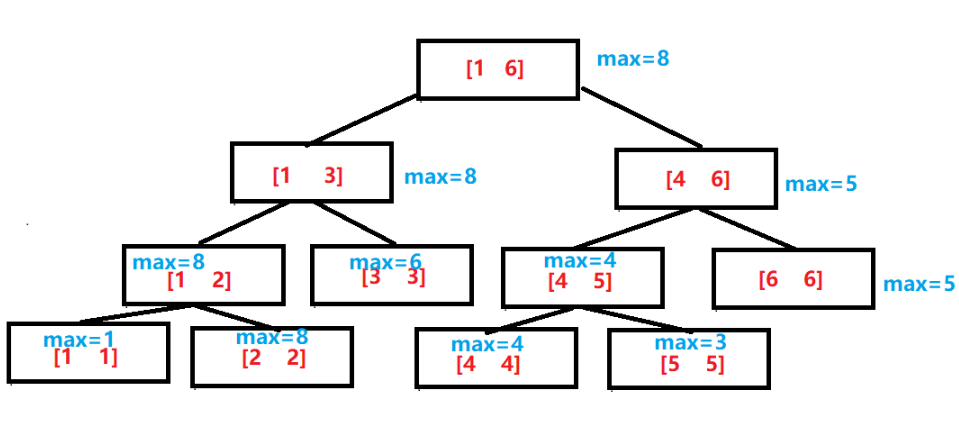 [1 6] max=8
[1 3] max=8
[4 6] max=5
max=8
[1 2]
max=6
[3 3]
max=4
[4 5]
[6 6] max=5
max=1
[1 1]
max=8
[2 2]
max=4
[4 4]
max=3
[5 5]